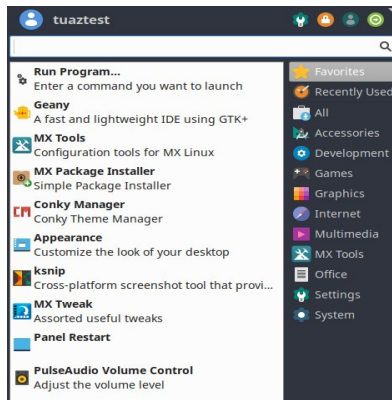 tuaztest
Run Program...
Enter a command you want to launch
Geany
A fast and lightweight IDE using GTK+
MX Tools
Configuration tools for MX Linux
MX Package Installer
Simple Package Installer
Conky Manager
Conky Theme Manager
Appearance
Customize the look of your desktop
ksnip
Cross-platform screenshot tool that provi...
MX Tweak
Assorted useful tweaks
Panel Restart
PulseAudio Volume Control
Adjust the volume level
Favorites
Recently Used
All
Accessories
Development
Games
Graphics
Internet
Multimedia
MX Tools
Office
Settings
System